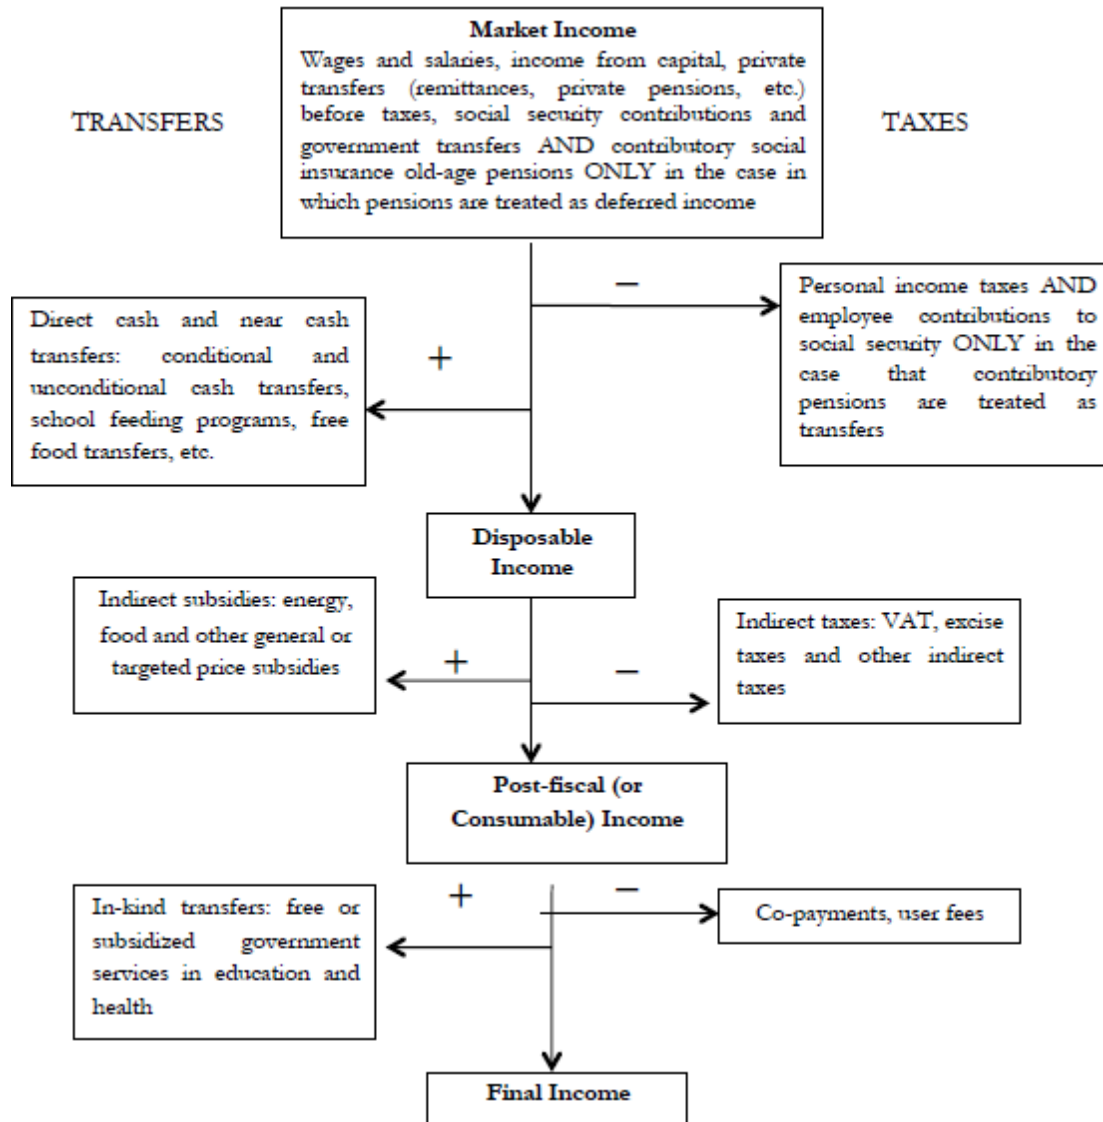 Market Income
Wages and salaries, income from capital, private
transfers (remittances, private pensions, etc.)
before taxes, social security contributions and
government transfers AND contributory social
insurance old-age pensions ONLY in the case in
which pensions are treated as deferred income
TRANSFERS
TAXES
−
Personal income taxes AND
employee contributions to
social security ONLY in the
case that contributory
pensions are treated as
transfers
Direct cash and near cash
transfers: conditional and
unconditional cash transfers,
school feeding programs, free
food transfers, etc.
+
Disposable
Income
Indirect subsidies: energy,
food and other general or
targeted price subsidies
+
−
Indirect taxes: VAT, excise
taxes and other indirect
taxes
Post-fiscal (or
Consumable) Income
In-kind transfers: free or
subsidized government
services in education and
health
+
−
Co-payments, user fees
Final Income